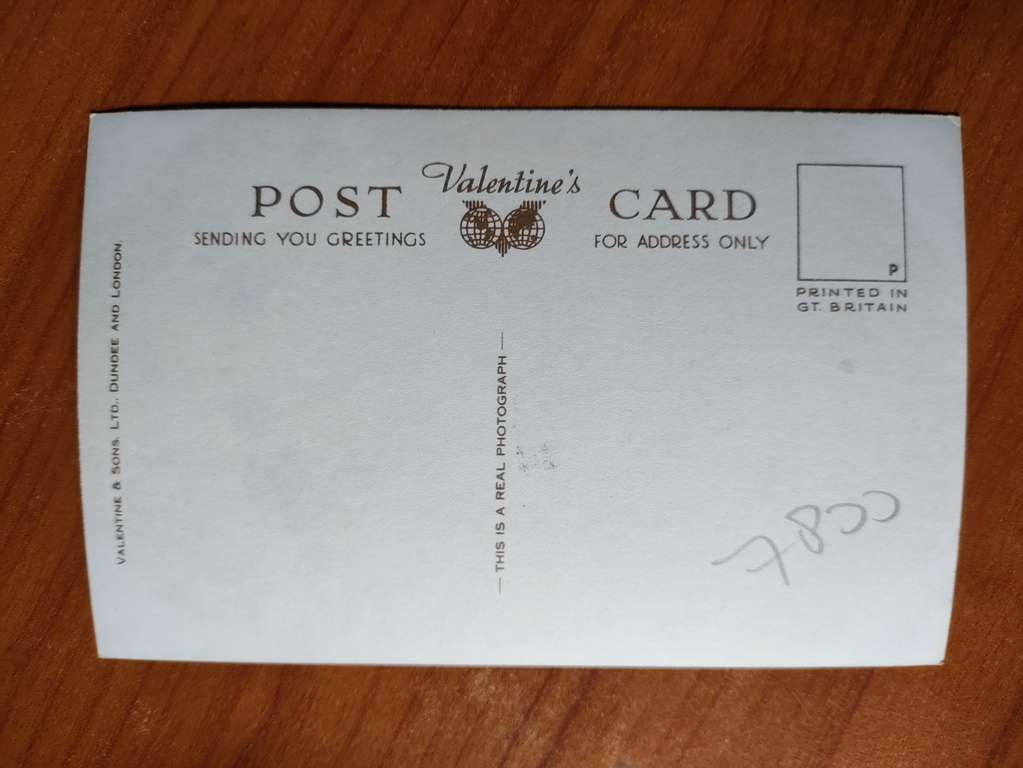 Valentine's
POST CARD
SENDING YOU GREETINGS
FOR ADDRESS ONLY
P
PRINTED IN
GT. BRITAIN
VALENTINE & SONS. LTD., DUNDEE AND LONDON.
— THIS IS A REAL PHOTOGRAPH —
7800